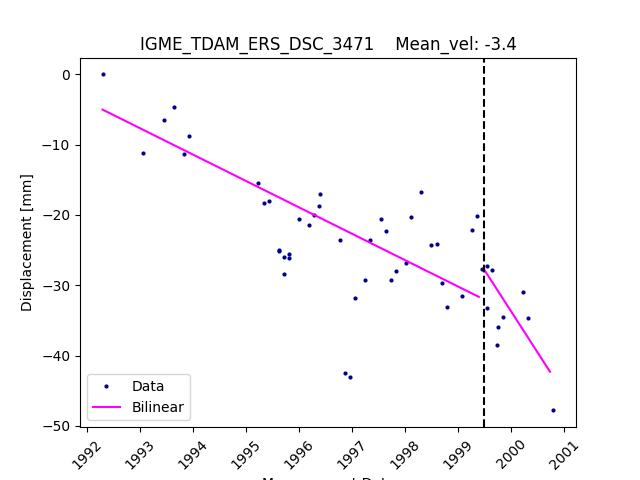 IGME_TDAM_ERS_DSC_3471    Mean_vel: -3.4
Displacement [mm]
0
−10
−20
−30
−40
−50
Data
Bilinear
1992 1993 1994 1995 1996 1997 1998 1999 2000 2001